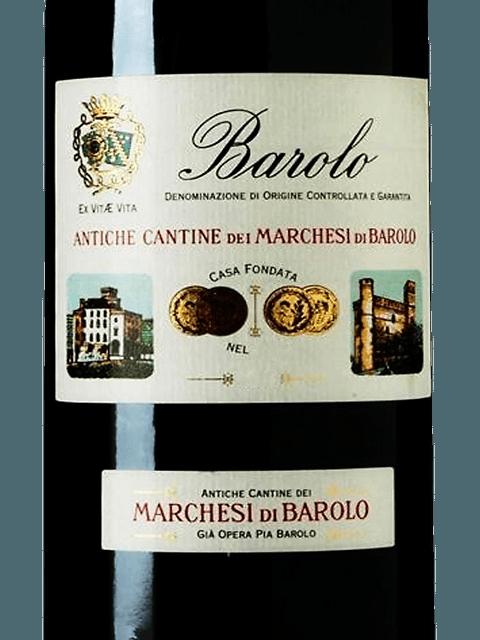 Barolo
DENOMINAZIONE DI ORIGINE CONTROLLATA E GARANTITA
EX VITÆ VITA
ANTICHE CANTINE DEI MARCHESI DI BAROLO
CASA FONDATA
NEL
ANTICHE CANTINE DEI
MARCHESI DI BAROLO
GIÀ OPERA PIA BAROLO